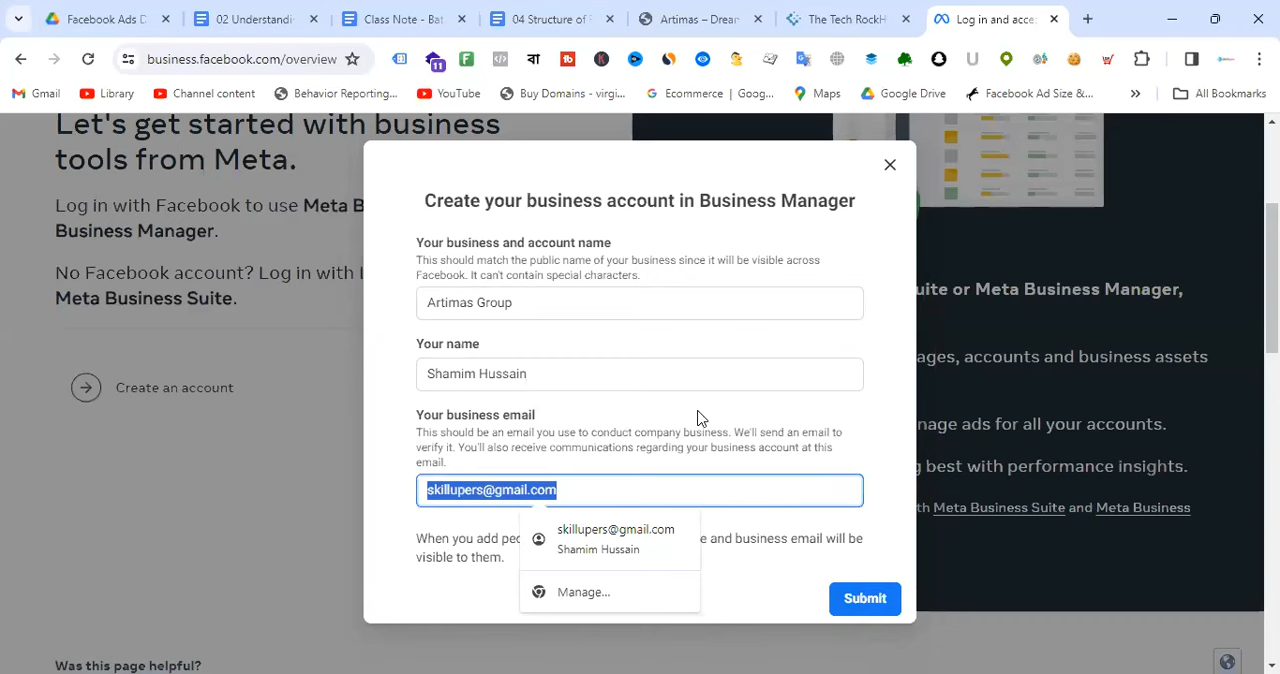 Facebook Ads D
02 Understandi
Class Note - Bat
04 Structure of
Artimas – Drea
The Tech RockH
Log in and acce
business.facebook.com/overview
11
Gmail
Library
Channel content
Behavior Reporting...
YouTube
Buy Domains - virgi...
Ecommerce | Goog...
Maps
Google Drive
Facebook Ad Size &...
All Bookmarks
Let's get started with business
tools from Meta.
Log in with Facebook to use Meta B
Business Manager.
No Facebook account? Log in with
Meta Business Suite.
Create an account
Was this page helpful?
Create your business account in Business Manager
Your business and account name
This should match the public name of your business since it will be visible across
Facebook. It can't contain special characters.
Artimas Group
Your name
Shamim Hussain
Your business email
This should be an email you use to conduct company business. We'll send an email to
verify it. You'll also receive communications regarding your business account at this
email.
skillupers@gmail.com
skillupers@gmail.com
Shamim Hussain
Manage...
When you add peo
e and business email will be
visible to them.
Submit
uite or Meta Business Manager,
ages, accounts and business assets
nage ads for all your accounts.
g best with performance insights.
th Meta Business Suite and Meta Business